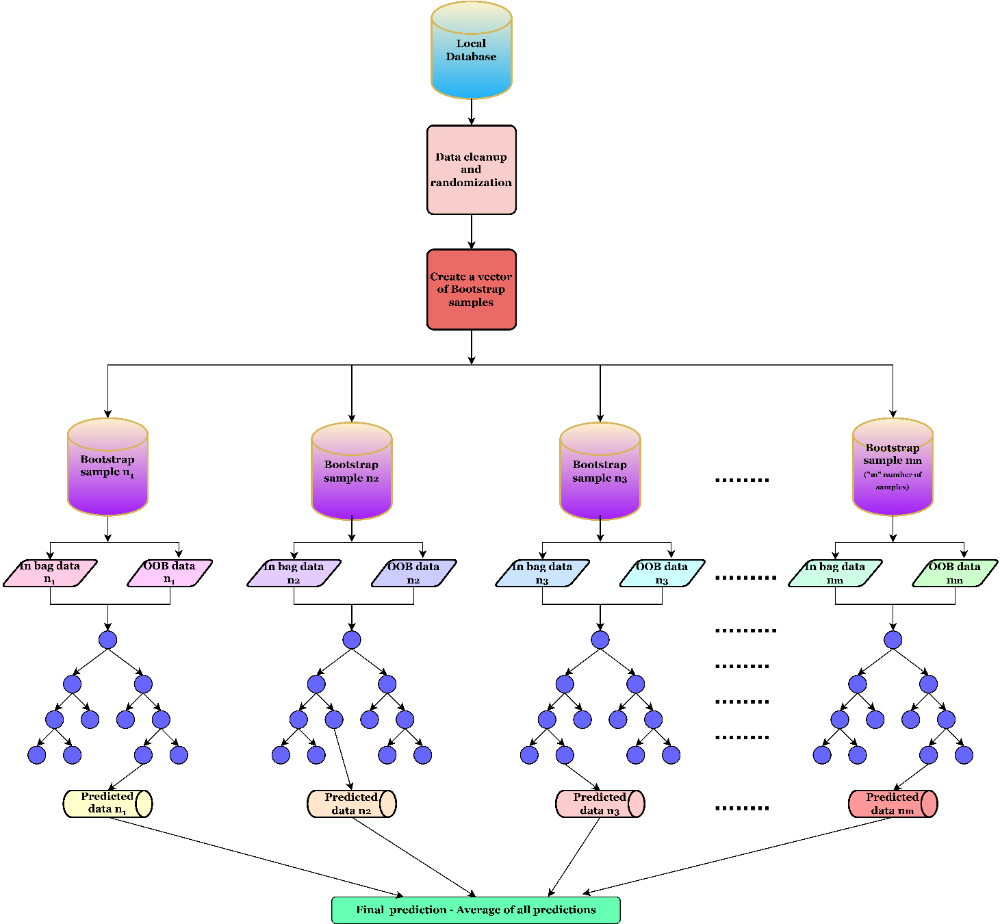 Local
Database
Data cleanup
and
randomization
Create a vector
of Bootstrap
samples
Bootstrap
sample n₁
Bootstrap
sample n2
Bootstrap
sample n3
Bootstrap
sample nm
("m" number of
samples)
In bag data
n₁
OOB data
n₁
In bag data
n2
OOB data
n2
In bag data
n3
OOB data
n3
In bag data
nm
OOB data
nm
Predicted
data n₁
Predicted
data n2
Predicted
data n3
Predicted
data nm
Final prediction - Average of all predictions